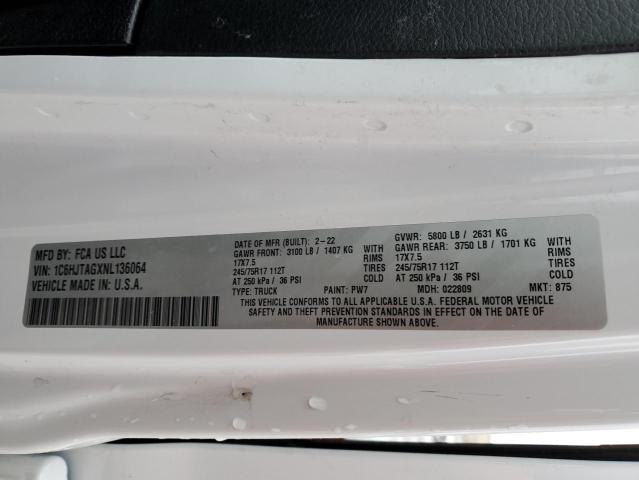 MFD BY: FCA US LLC
VIN: 1C6HJTAGXNL136064
VEHICLE MADE IN U.S.A.
DATE OF MFR (BUILT): 2-22
GAWR FRONT: 3100 LB / 1407 KG WITH
17X7.5 RIMS
245/75R17 112T TIRES
AT 250 kPa / 36 PSI COLD
TYPE: TRUCK
GVWR: 5800 LB / 2631 KG
GAWR REAR: 3750 LB / 1701 KG WITH
17X7.5 RIMS
245/75R17 112T TIRES
AT 250 kPa / 36 PSI COLD
PAINT: PW7 MDH: 022809 MKT: 875
THIS VEHICLE CONFORMS TO ALL APPLICABLE U.S.A. FEDERAL MOTOR VEHICLE
SAFETY AND THEFT PREVENTION STANDARDS IN EFFECT ON THE DATE OF
MANUFACTURE SHOWN ABOVE.